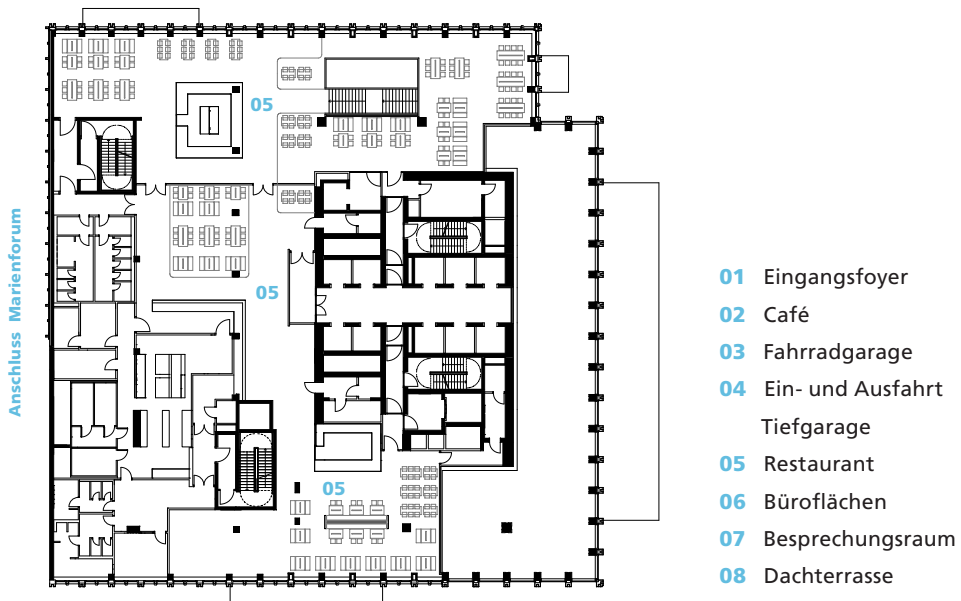 05
05
05
Anschluss Marienforum
01 Eingangsfoyer
02 Café
03 Fahrradgarage
04 Ein- und Ausfahrt
Tiefgarage
05 Restaurant
06 Büroflächen
07 Besprechungsraum
08 Dachterrasse